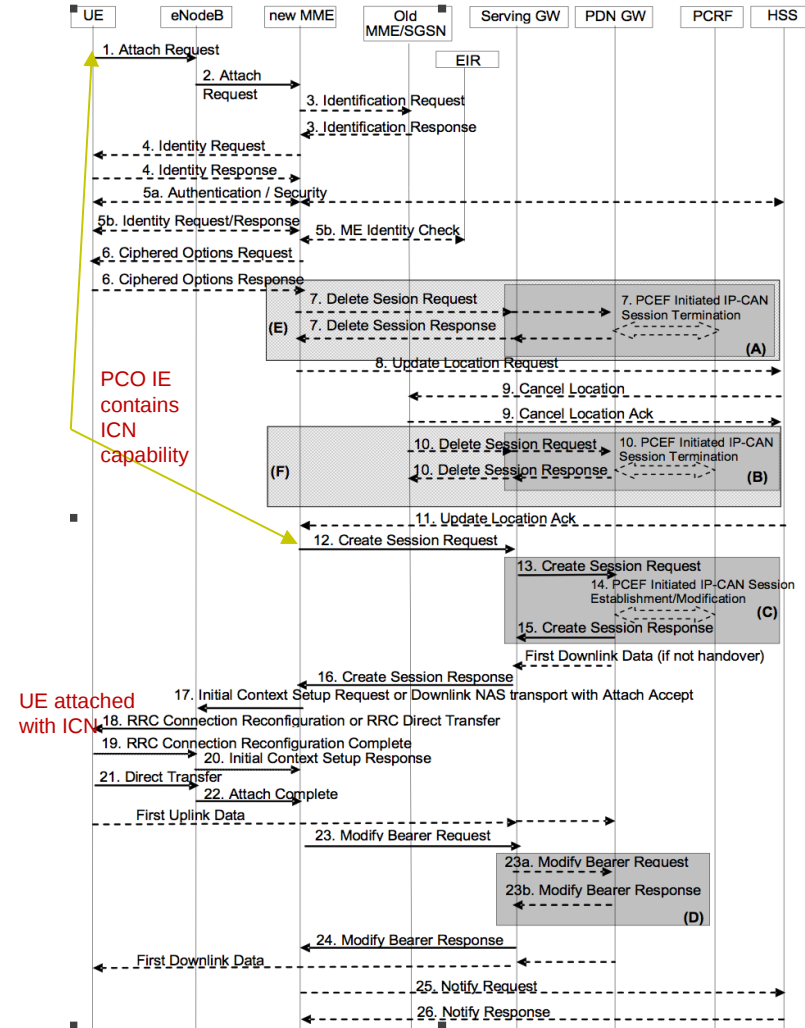 UE
eNodeB
new MME
Old
MME/SGSN
Serving GW
PDN GW
PCRF
HSS
EIR
1. Attach Request
2. Attach
Request
3. Identification Request
3. Identification Response
4. Identity Request
4. Identity Response
5a. Authentication / Security
5b. Identity Request/Response
5b. ME Identity Check
6. Ciphered Options Request
6. Ciphered Options Response
7. Delete Sesion Request
7. PCEF Initiated IP-CAN
Session Termination
(E)
7. Delete Session Response
(A)
8. Update Location Request
PCO IE
contains
ICN
capability
9. Cancel Location
9. Cancel Location Ack
10. Delete Session Request
10. PCEF Initiated IP-CAN
Session Termination
(F)
10. Delete Session Response
(B)
11. Update Location Ack
12. Create Session Request
13. Create Session Request
14. PCEF Initiated IP-CAN Session
Establishment/Modification
(C)
15. Create Session Response
First Downlink Data (if not handover)
16. Create Session Response
UE attached
with ICN
17. Initial Context Setup Request or Downlink NAS transport with Attach Accept
18. RRC Connection Reconfiguration or RRC Direct Transfer
19. RRC Connection Reconfiguration Complete
20. Initial Context Setup Response
21. Direct Transfer
22. Attach Complete
First Uplink Data
23. Modify Bearer Request
23a. Modify Bearer Request
23b. Modify Bearer Response
(D)
24. Modify Bearer Response
First Downlink Data
25. Notify Request
26. Notify Response